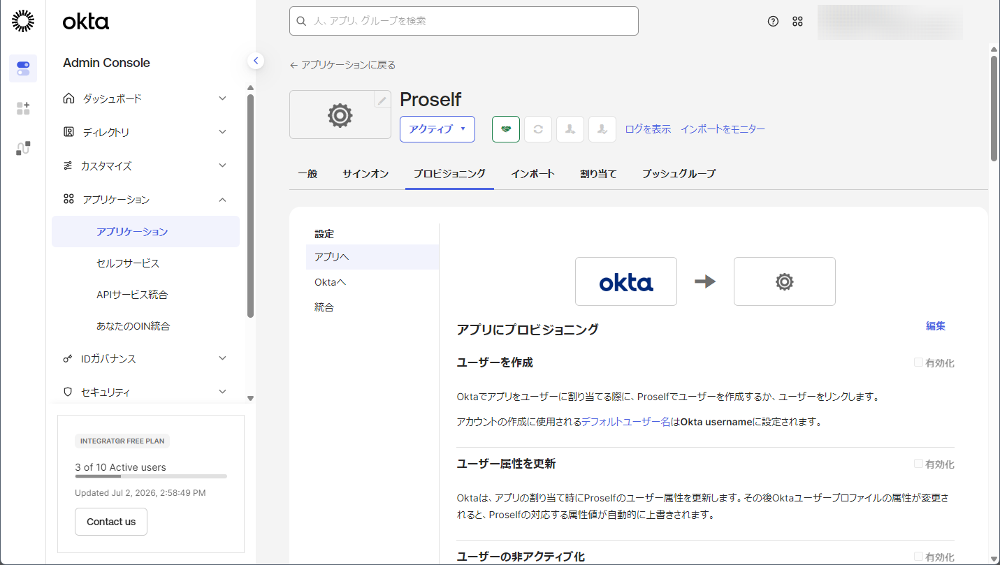 okta
人、アプリ、グループを検索
Admin Console
ダッシュボード
ディレクトリ
カスタマイズ
アプリケーション
アプリケーション
セルフサービス
APIサービス統合
あなたのOIN統合
IDガバナンス
セキュリティ
INTEGRATOR FREE PLAN
3 of 10 Active users
Updated Jul 2, 2026, 2:58:49 PM
Contact us
← アプリケーションに戻る
Proself
アクティブ ▼
ログを表示
インポートをモニター
一般
サインオン
プロビジョニング
インポート
割り当て
プッシュグループ
設定
アプリへ
Oktaへ
統合
okta
アプリにプロビジョニング
編集
ユーザーを作成
有効化
Oktaでアプリをユーザーに割り当てる際に、Proselfでユーザーを作成するか、ユーザーをリンクします。
アカウントの作成に使用されるデフォルトユーザー名はOkta usernameに設定されます。
ユーザー属性を更新
有効化
Oktaは、アプリの割り当て時にProselfのユーザー属性を更新します。その後Oktaユーザープロファイルの属性が変更さ
れると、Proselfの対応する属性値が自動的に上書きされます。
ユーザーの非アクティブ化
有効化